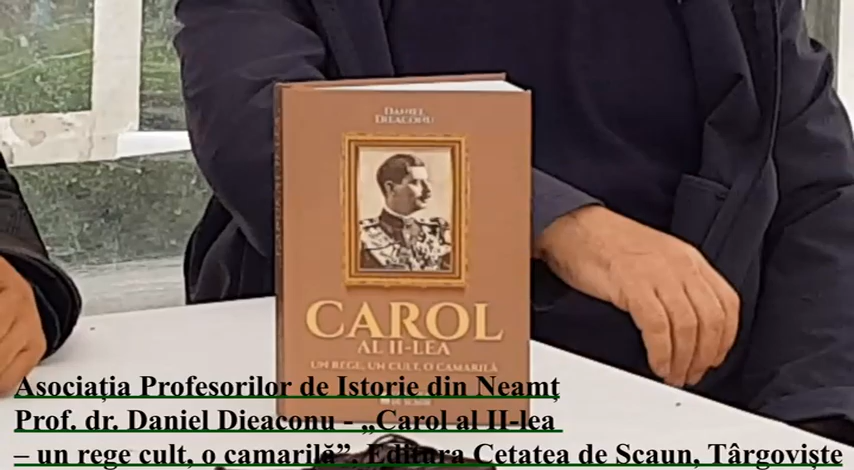 DANIEL
DIEACONU
CAROL
AL II-LEA
UN REGE, UN CULT, O CAMARILĂ
Asociația Profesorilor de Istorie din Neamţ
Prof. dr. Daniel Dieaconu - „Carol al II-lea
– un rege cult, o camarilă”, Editura Cetatea de Scaun, Târgoviște